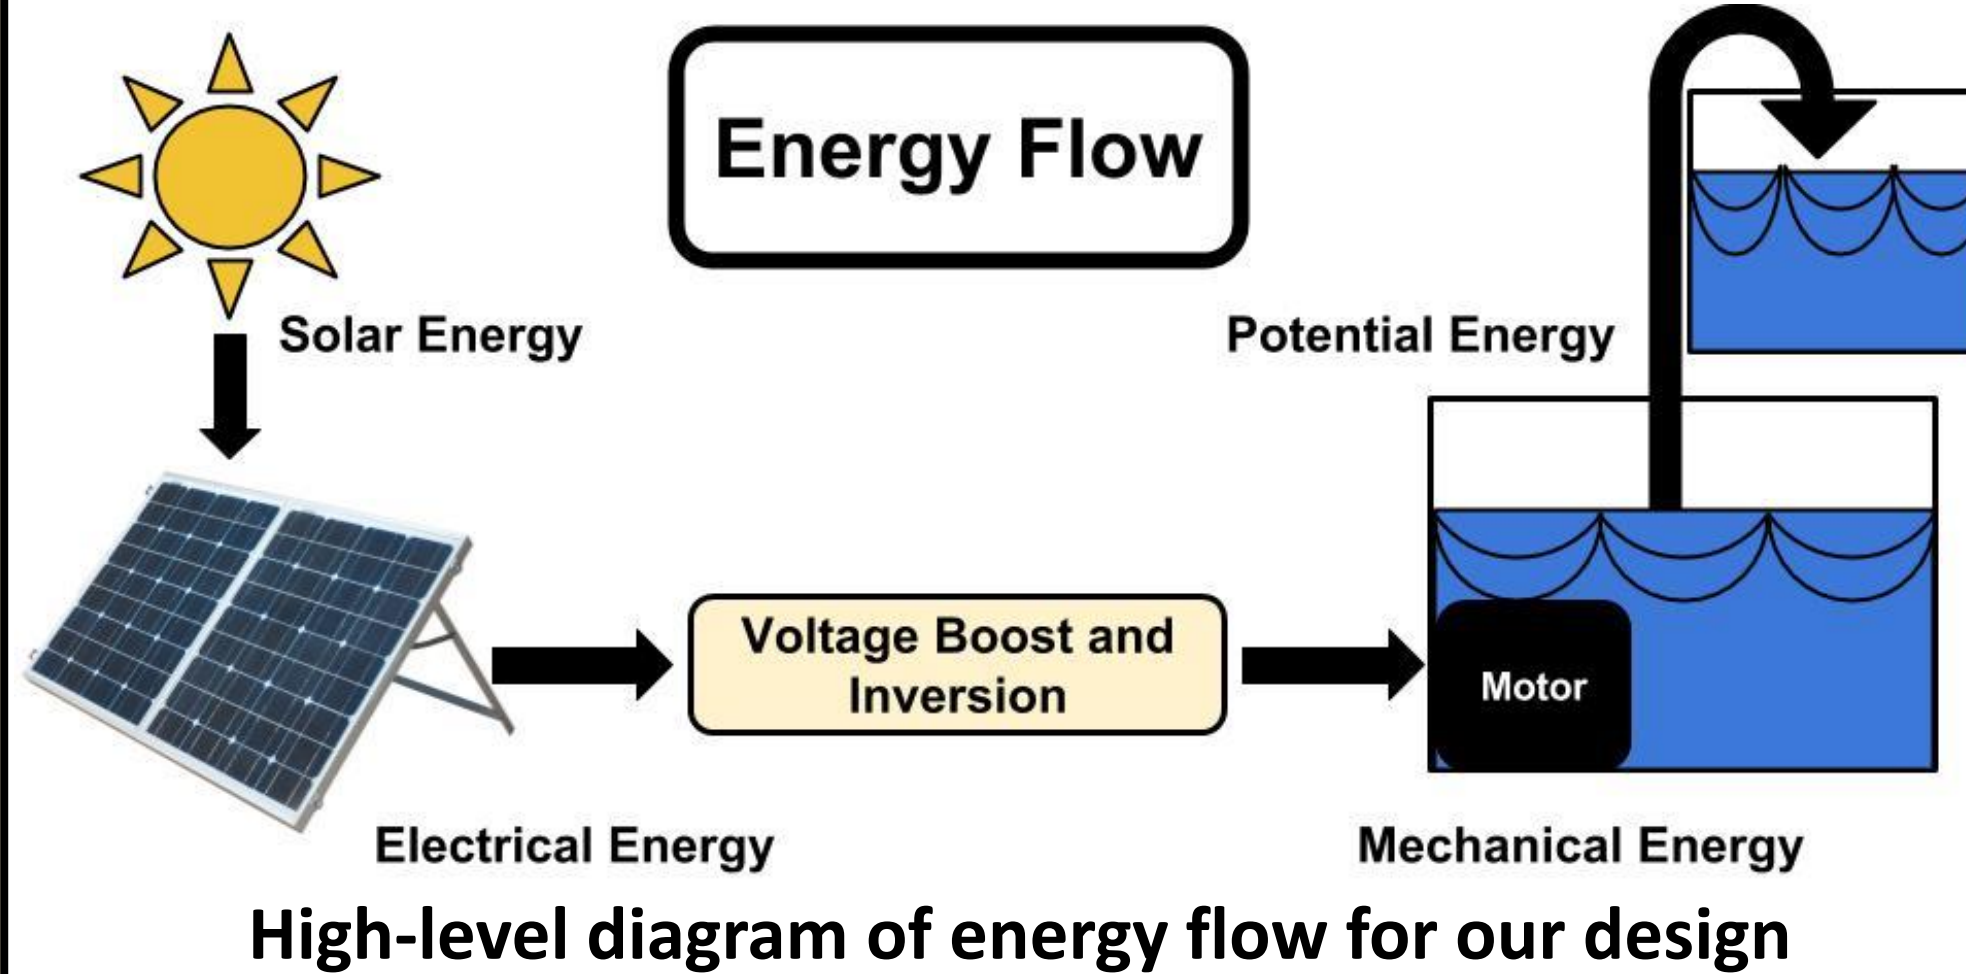 Energy Flow
Solar Energy
Potential Energy
Voltage Boost and
Inversion
Motor
Electrical Energy
Mechanical Energy
High-level diagram of energy flow for our design